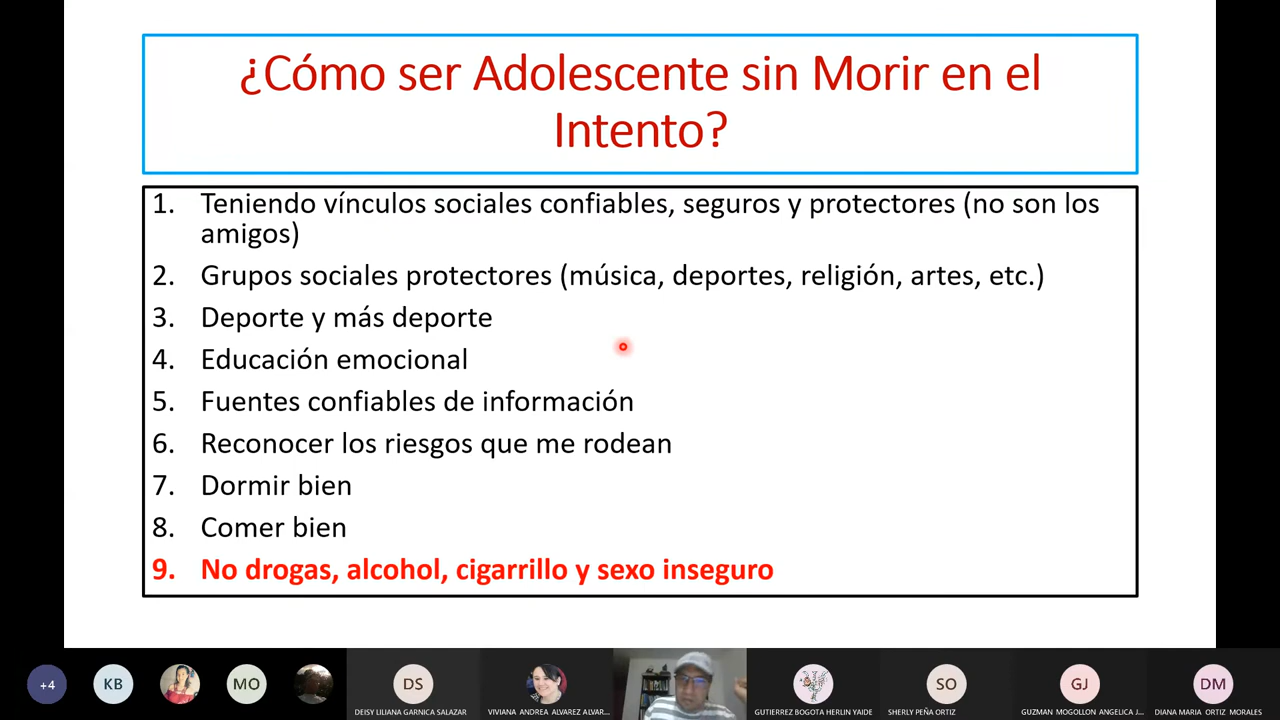 ¿Cómo ser Adolescente sin Morir en el
Intento?
1. Teniendo vínculos sociales confiables, seguros y protectores (no son los
amigos)
2. Grupos sociales protectores (música, deportes, religión, artes, etc.)
3. Deporte y más deporte
4. Educación emocional
5. Fuentes confiables de información
6. Reconocer los riesgos que me rodean
7. Dormir bien
8. Comer bien
9. No drogas, alcohol, cigarrillo y sexo inseguro
+4
KB
MO
DS
SO
GJ
DM
DEISY LILIANA GARNICA SALAZAR
VIVIANA ANDREA ALVAREZ ALVAR...
GUTIERREZ BOGOTA HERLIN YAIDE
SHERLY PEÑA ORTIZ
GUZMAN MOGOLLON ANGELICA J...
DIANA MARIA ORTIZ MORALES